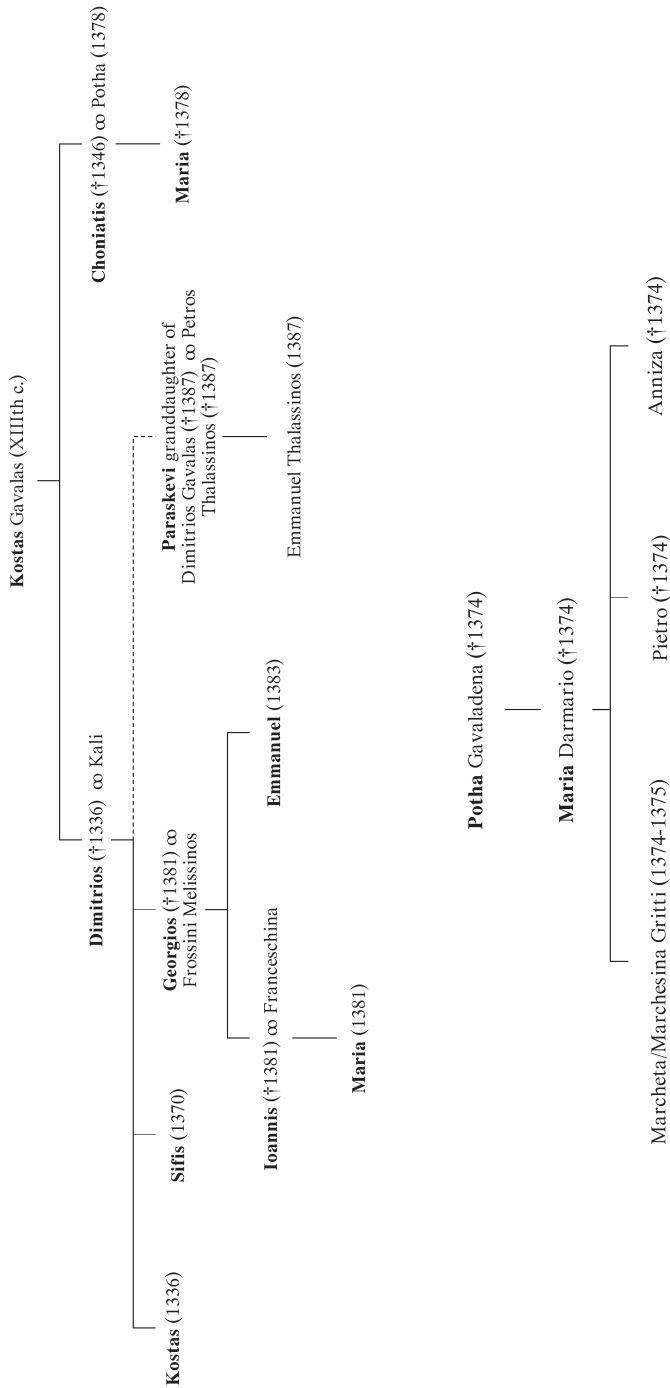 Kostas Gavalas (XIIIth c.)
Dimitrios (†1336) ∞ Kali
Choniatis (†1346) ∞ Potha (1378)
Kostas (1336)
Sifis (1370)
Georgios (†1381) ∞
Frossini Melissinos
Paraskevi granddaughter of
Dimitrios Gavalas (†1387) ∞ Petros
Thalassinos (†1387)
Maria (†1378)
Ioannis (†1381) ∞ Franceschina
Emmanuel (1383)
Emmanuel Thalassinos (1387)
Maria (1381)
Potha Gavaladena (†1374)
Maria Darmario (†1374)
Marcheta/Marchesina Gritti (1374-1375)
Pietro (†1374)
Anniza (†1374)